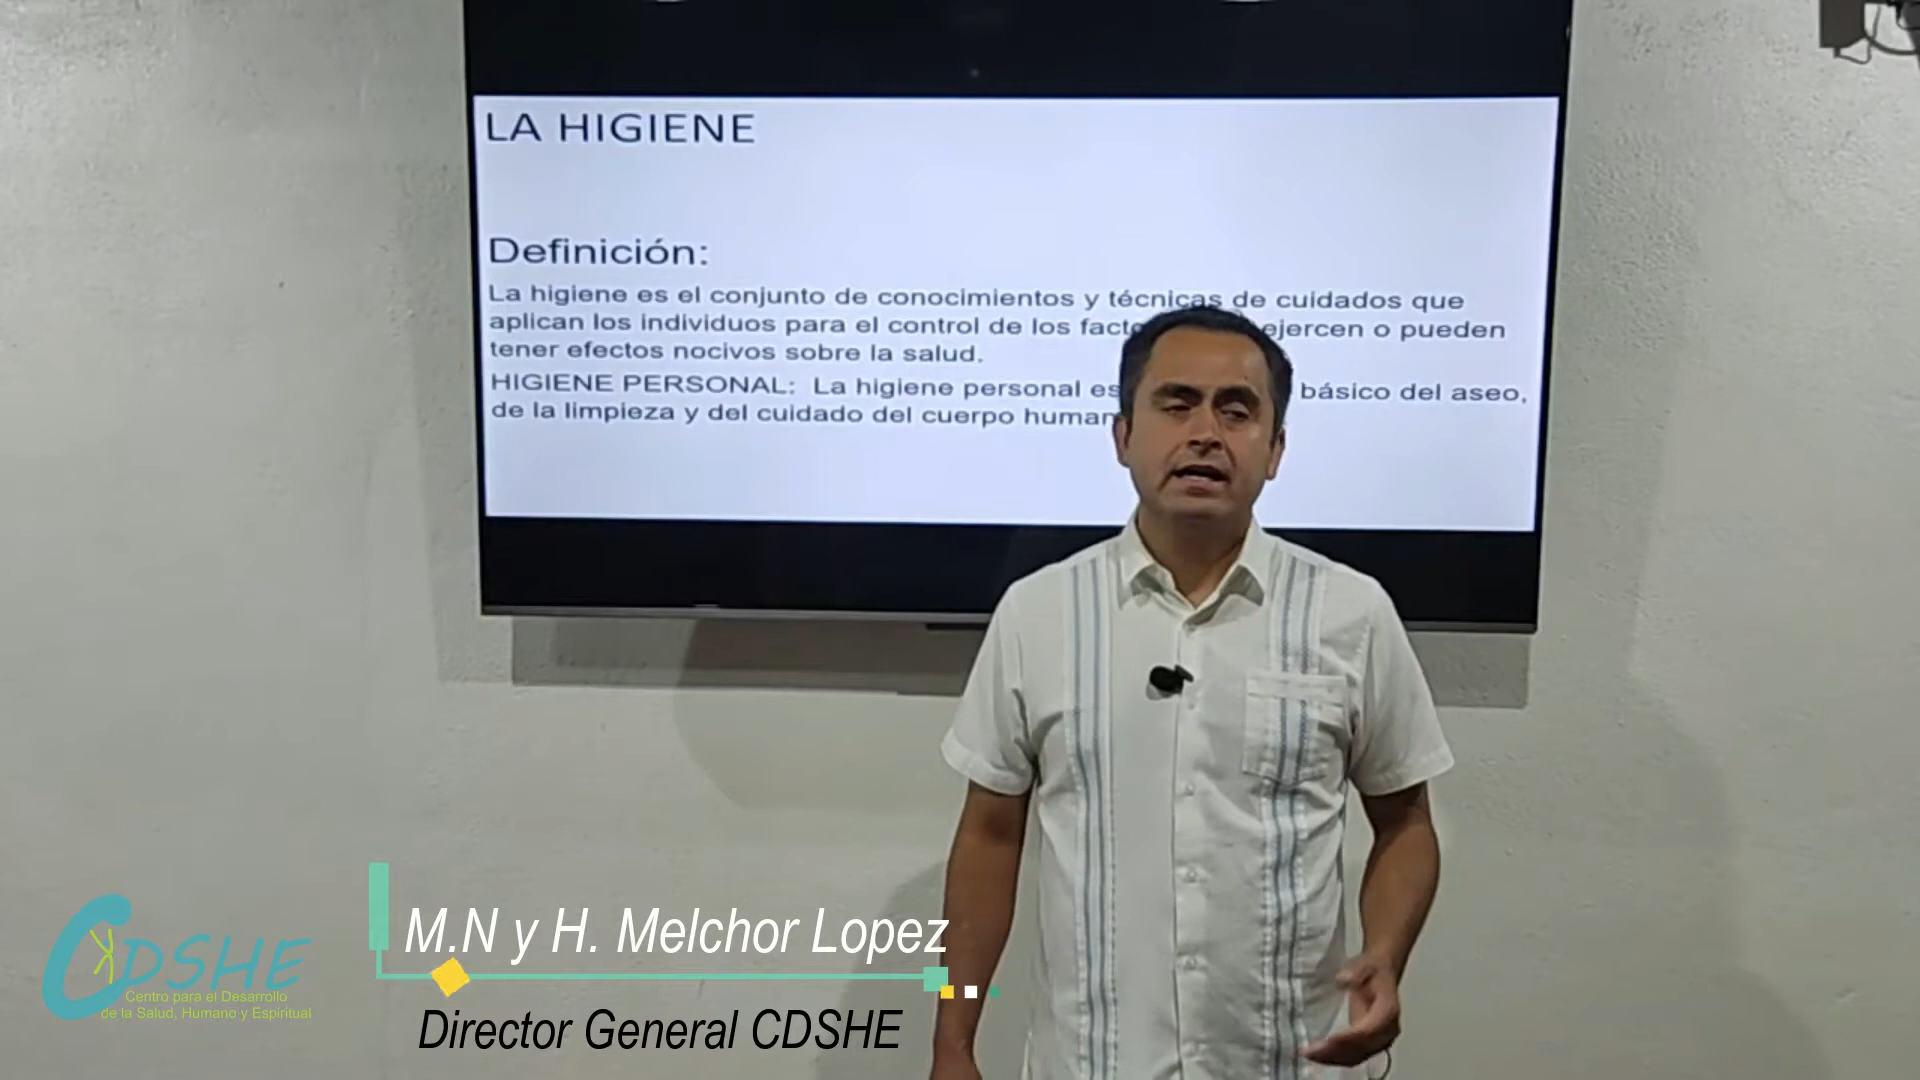 LA HIGIENE
Definición:
La higiene es el conjunto de conocimientos y técnicas de cuidados que
aplican los individuos para el control de los ejercen o pueden
tener efectos nocivos sobre la salud.
HIGIENE PERSONAL: La higiene personal es básico del aseo,
de la limpieza y del cuidado del cuerpo
M.N y H. Melchor Lopez
Director General CDSHE
CDSHE
Centro para el Desarrollo
de la Salud, Humano y Espiritual